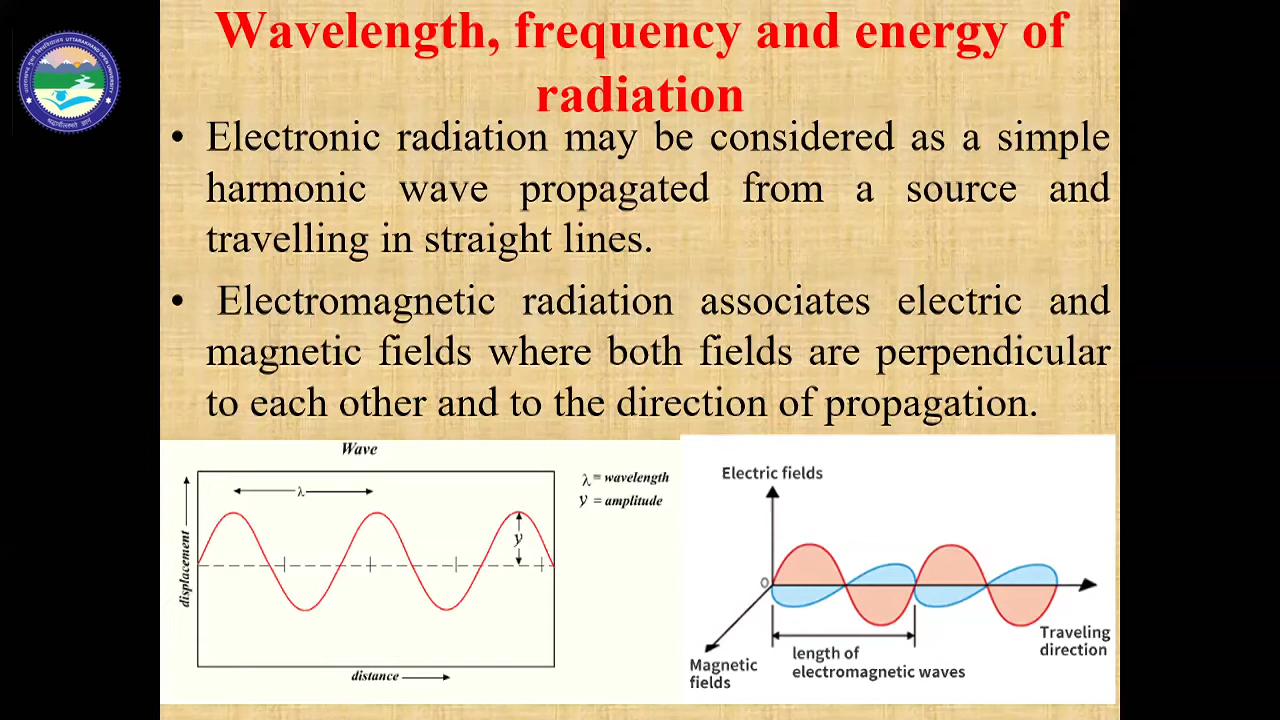 Wavelength, frequency and energy of
radiation
• Electronic radiation may be considered as a simple
harmonic wave propagated from a source and
travelling in straight lines.
• Electromagnetic radiation associates electric and
magnetic fields where both fields are perpendicular
to each other and to the direction of propagation.
Wave
λ = wavelength
y = amplitude
λ
y
displacement
distance
Electric fields
O
Traveling
direction
length of
electromagnetic waves
Magnetic
fields